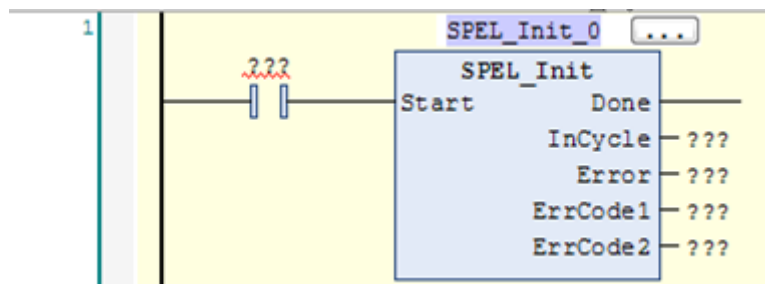 1
SPEL_Init_0 ...
??? SPEL_Init
Start Done
InCycle ???
Error ???
ErrCode1 ???
ErrCode2 ???